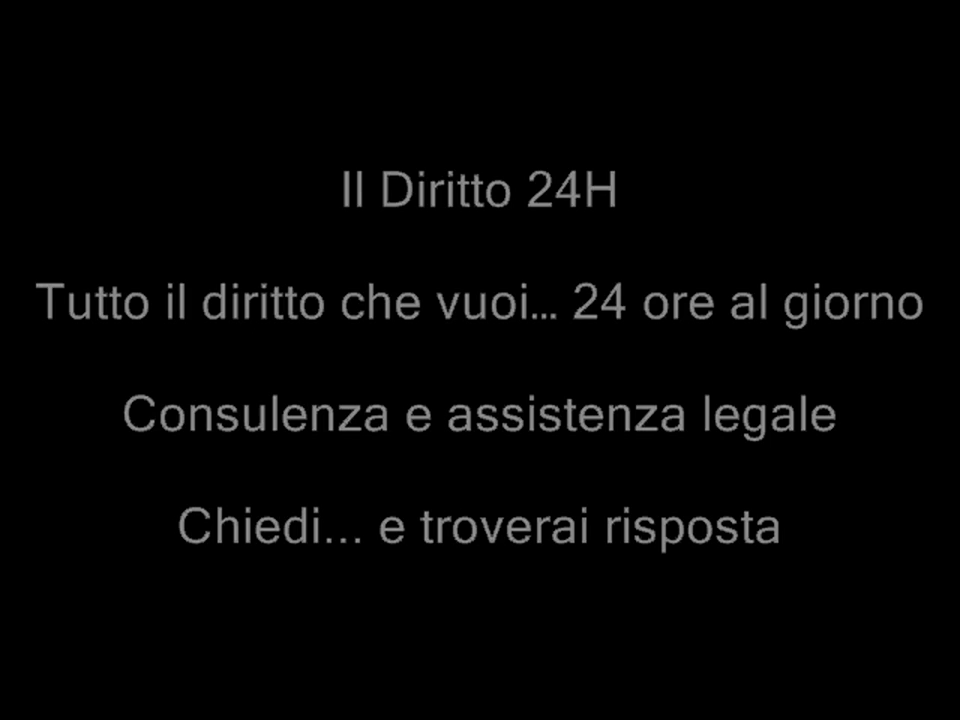 Il Diritto 24H
Tutto il diritto che vuoi… 24 ore al giorno
Consulenza e assistenza legale
Chiedi... e troverai risposta